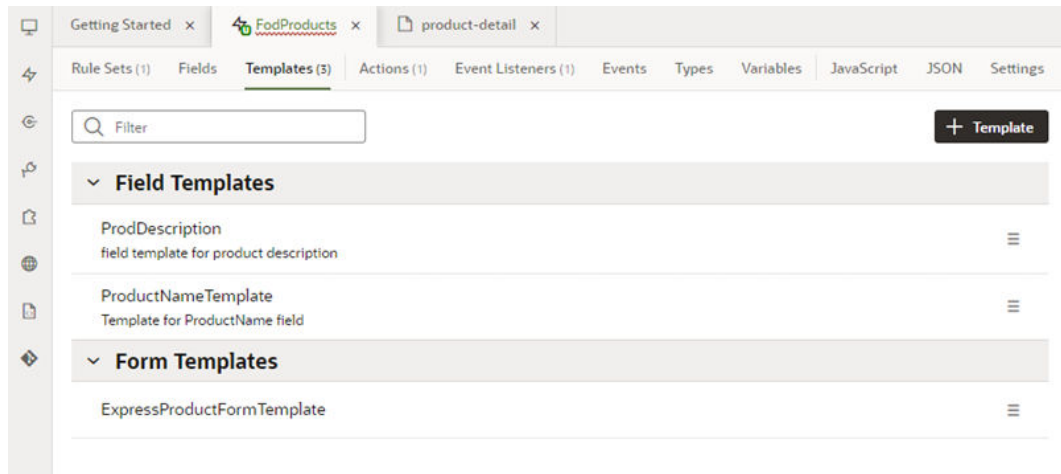 Getting Started × FodProducts × product-detail ×
Rule Sets (1) Fields Templates (3) Actions (1) Event Listeners (1) Events Types Variables JavaScript JSON Settings
Filter + Template
Field Templates
ProdDescription
field template for product description
ProductNameTemplate
Template for ProductName field
Form Templates
ExpressProductFormTemplate